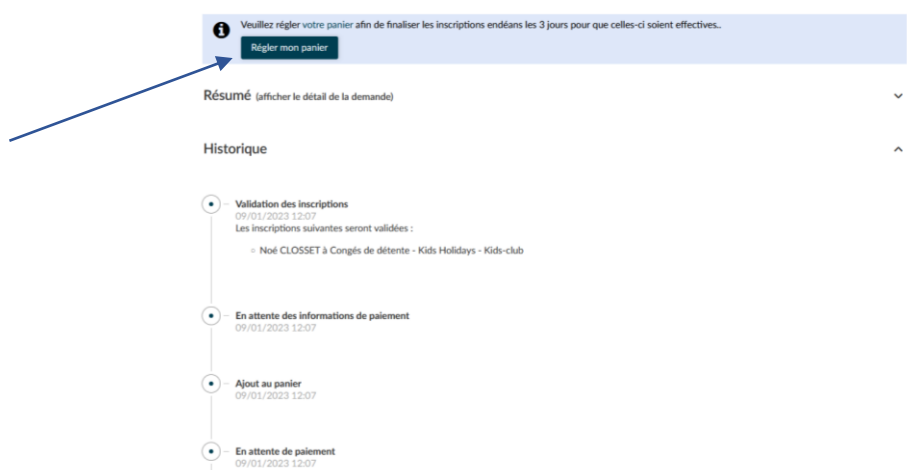 Veuillez régler votre panier afin de finaliser les inscriptions endéans les 3 jours pour que celles-ci soient effectives..
Régler mon panier
Résumé (afficher le détail de la demande)
Historique
Validation des inscriptions
09/01/2023 12:07
Les inscriptions suivantes seront validées :
Noé CLOSSET à Congés de détente - Kids Holidays - Kids-club
En attente des informations de paiement
09/01/2023 12:07
Ajout au panier
09/01/2023 12:07
En attente de paiement
09/01/2023 12:07